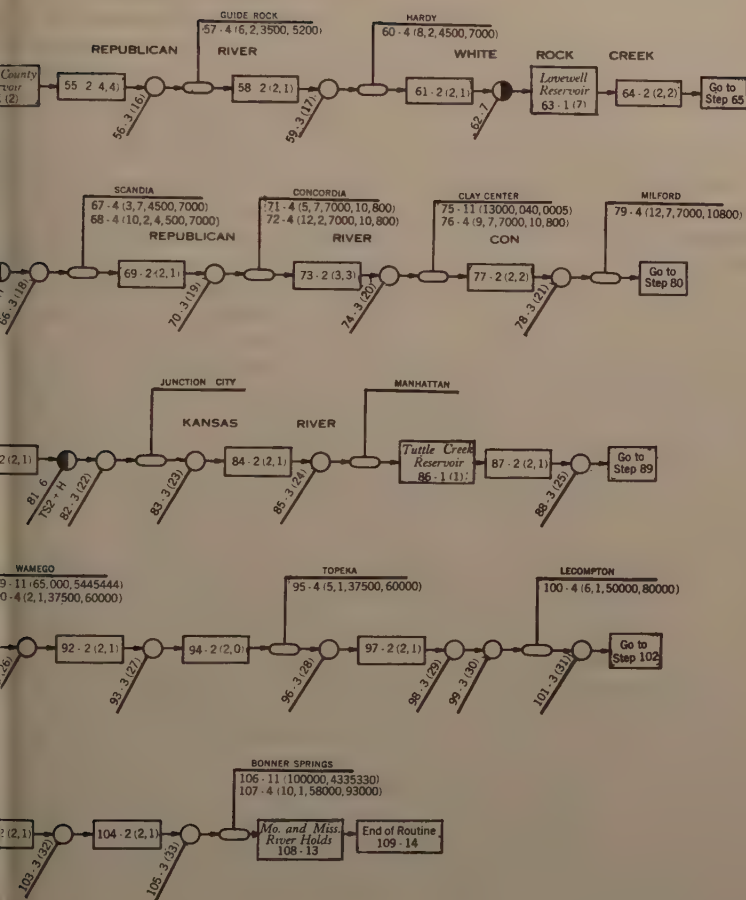 GUIDE ROCK
57 - 4 (6, 2, 3500, 5200)
HARDY
60 - 4 (8, 2, 4500, 7000)
REPUBLICAN RIVER
WHITE ROCK CREEK
County
voir
(2)
55 2 4,4)
56 - 3 (16)
58 2 (2,1)
59 - 3 (17)
61 - 2 (2,1)
62 - 7
Lovewell
Reservoir
63 - 1 (7)
64 - 2 (2,2)
Go to
Step 65
SCANDIA
67 - 4 (3, 7, 4500, 7000)
68 - 4 (10, 2, 4,500, 7000)
CONCORDIA
71 - 4 (5, 7, 7000, 10,800)
72 - 4 (12, 2, 7000, 10,800)
CLAY CENTER
75 - 11 (13000, 040, 0005)
76 - 4 (9, 7, 7000, 10,800)
MILFORD
79 - 4 (12, 7, 7000, 10800)
REPUBLICAN RIVER CON
66 - 3 (18)
69 - 2 (2,1)
70 - 3 (19)
73 - 2 (3,3)
74 - 3 (20)
77 - 2 (2,2)
78 - 3 (21)
Go to
Step 80
JUNCTION CITY
MANHATTAN
KANSAS RIVER
2 (2,1)
81 6
TS2 + H
82 - 3 (22)
83 - 3 (23)
84 - 2 (2,1)
85 - 3 (24)
Tuttle Creek
Reservoir
86 - 1 (1)
87 - 2 (2,1)
88 - 3 (25)
Go to
Step 89
WAMEGO
9 - 11 (65,000, 5445444)
0 - 4 (2, 1, 37500, 60000)
TOPEKA
95 - 4 (5, 1, 37500, 60000)
LECOMPTON
100 - 4 (6, 1, 50000, 80000)
26)
92 - 2 (2,1)
93 - 3 (27)
94 - 2 (2,0)
96 - 3 (28)
97 - 2 (2,1)
98 - 3 (29)
99 - 3 (30)
101 - 3 (31)
Go to
Step 102
BONNER SPRINGS
106 - 11 (100000, 4335330)
107 - 4 (10, 1, 58000, 93000)
2 (2,1)
103 - 3 (32)
104 - 2 (2,1)
105 - 3 (33)
Mo. and Miss.
River Holds
108 - 13
End of Routine
109 - 14